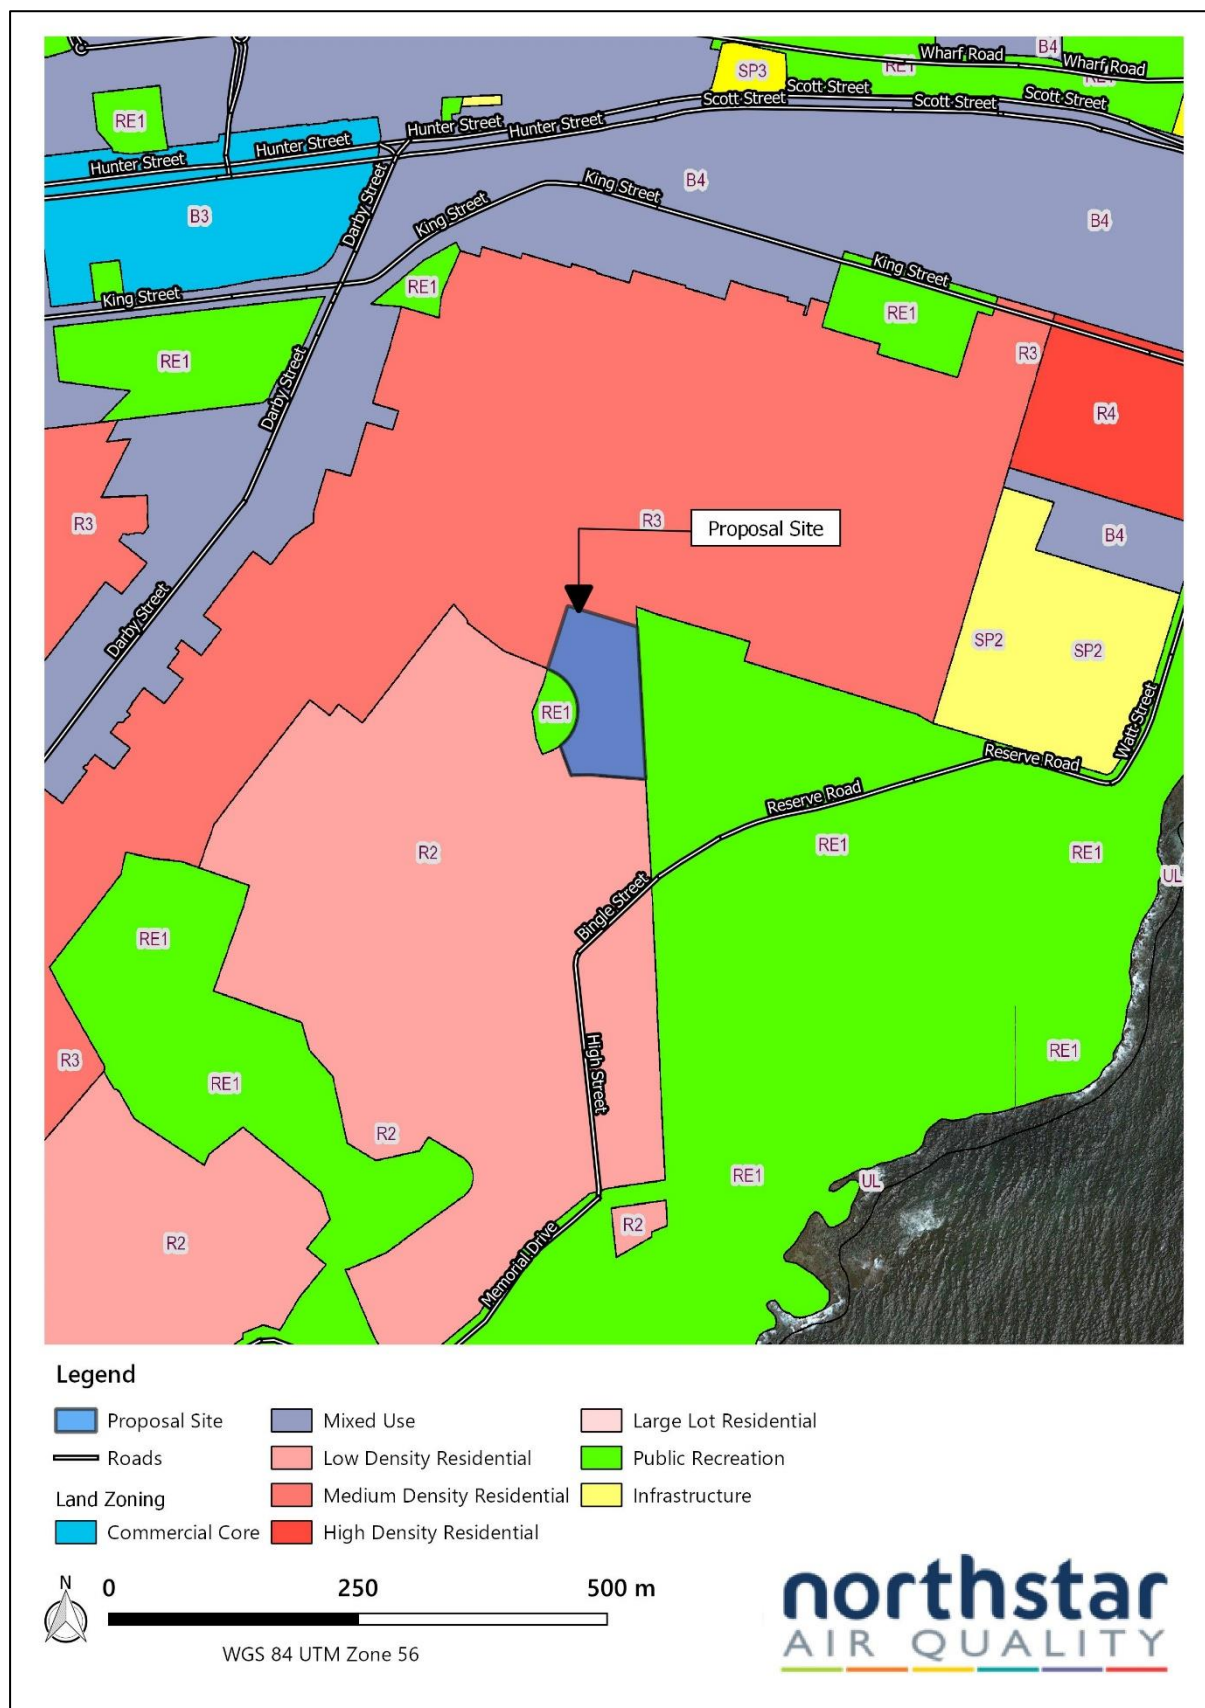 Wharf Road
B4
RE1
Wharf Road
SP3
Scott Street
Scott Street
Scott Street
Scott Street
RE1
Hunter Street
Hunter Street
Hunter Street
Hunter Street
Darby Street
King Street
King Street
B4
B3
B4
King Street
King Street
RE1
RE1
RE1
R3
Darby Street
R4
R3
R3
Proposal Site
B4
Darby Street
SP2
SP2
RE1
Watt Street
Reserve Road
Reserve Road
R2
RE1
RE1
UL
Bingle Street
RE1
RE1
R3
High Street
RE1
R2
RE1
UL
R2
R2
Memorial Drive
Legend
Proposal Site
Mixed Use
Large Lot Residential
Roads
Low Density Residential
Public Recreation
Land Zoning
Medium Density Residential
Infrastructure
Commercial Core
High Density Residential
N
0 250 500 m
WGS 84 UTM Zone 56
northstar
AIR QUALITY